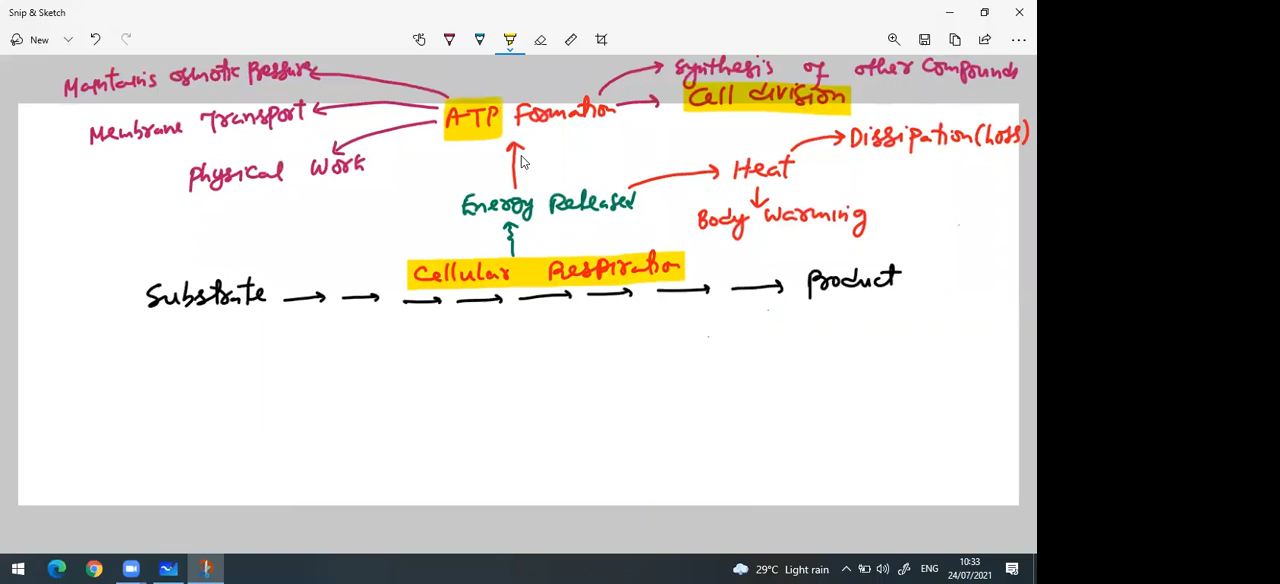 Snip & Sketch
New
Maintains osmotic Pressure
synthesis of other Compounds
Cell division
ATP Formation
Membrane Transport
Dissipation (Loss)
Physical Work
Heat
Energy Released
Body Warming
Cellular Respiration
Substrate
Product
29°C Light rain
ENG
10:33
24/07/2021